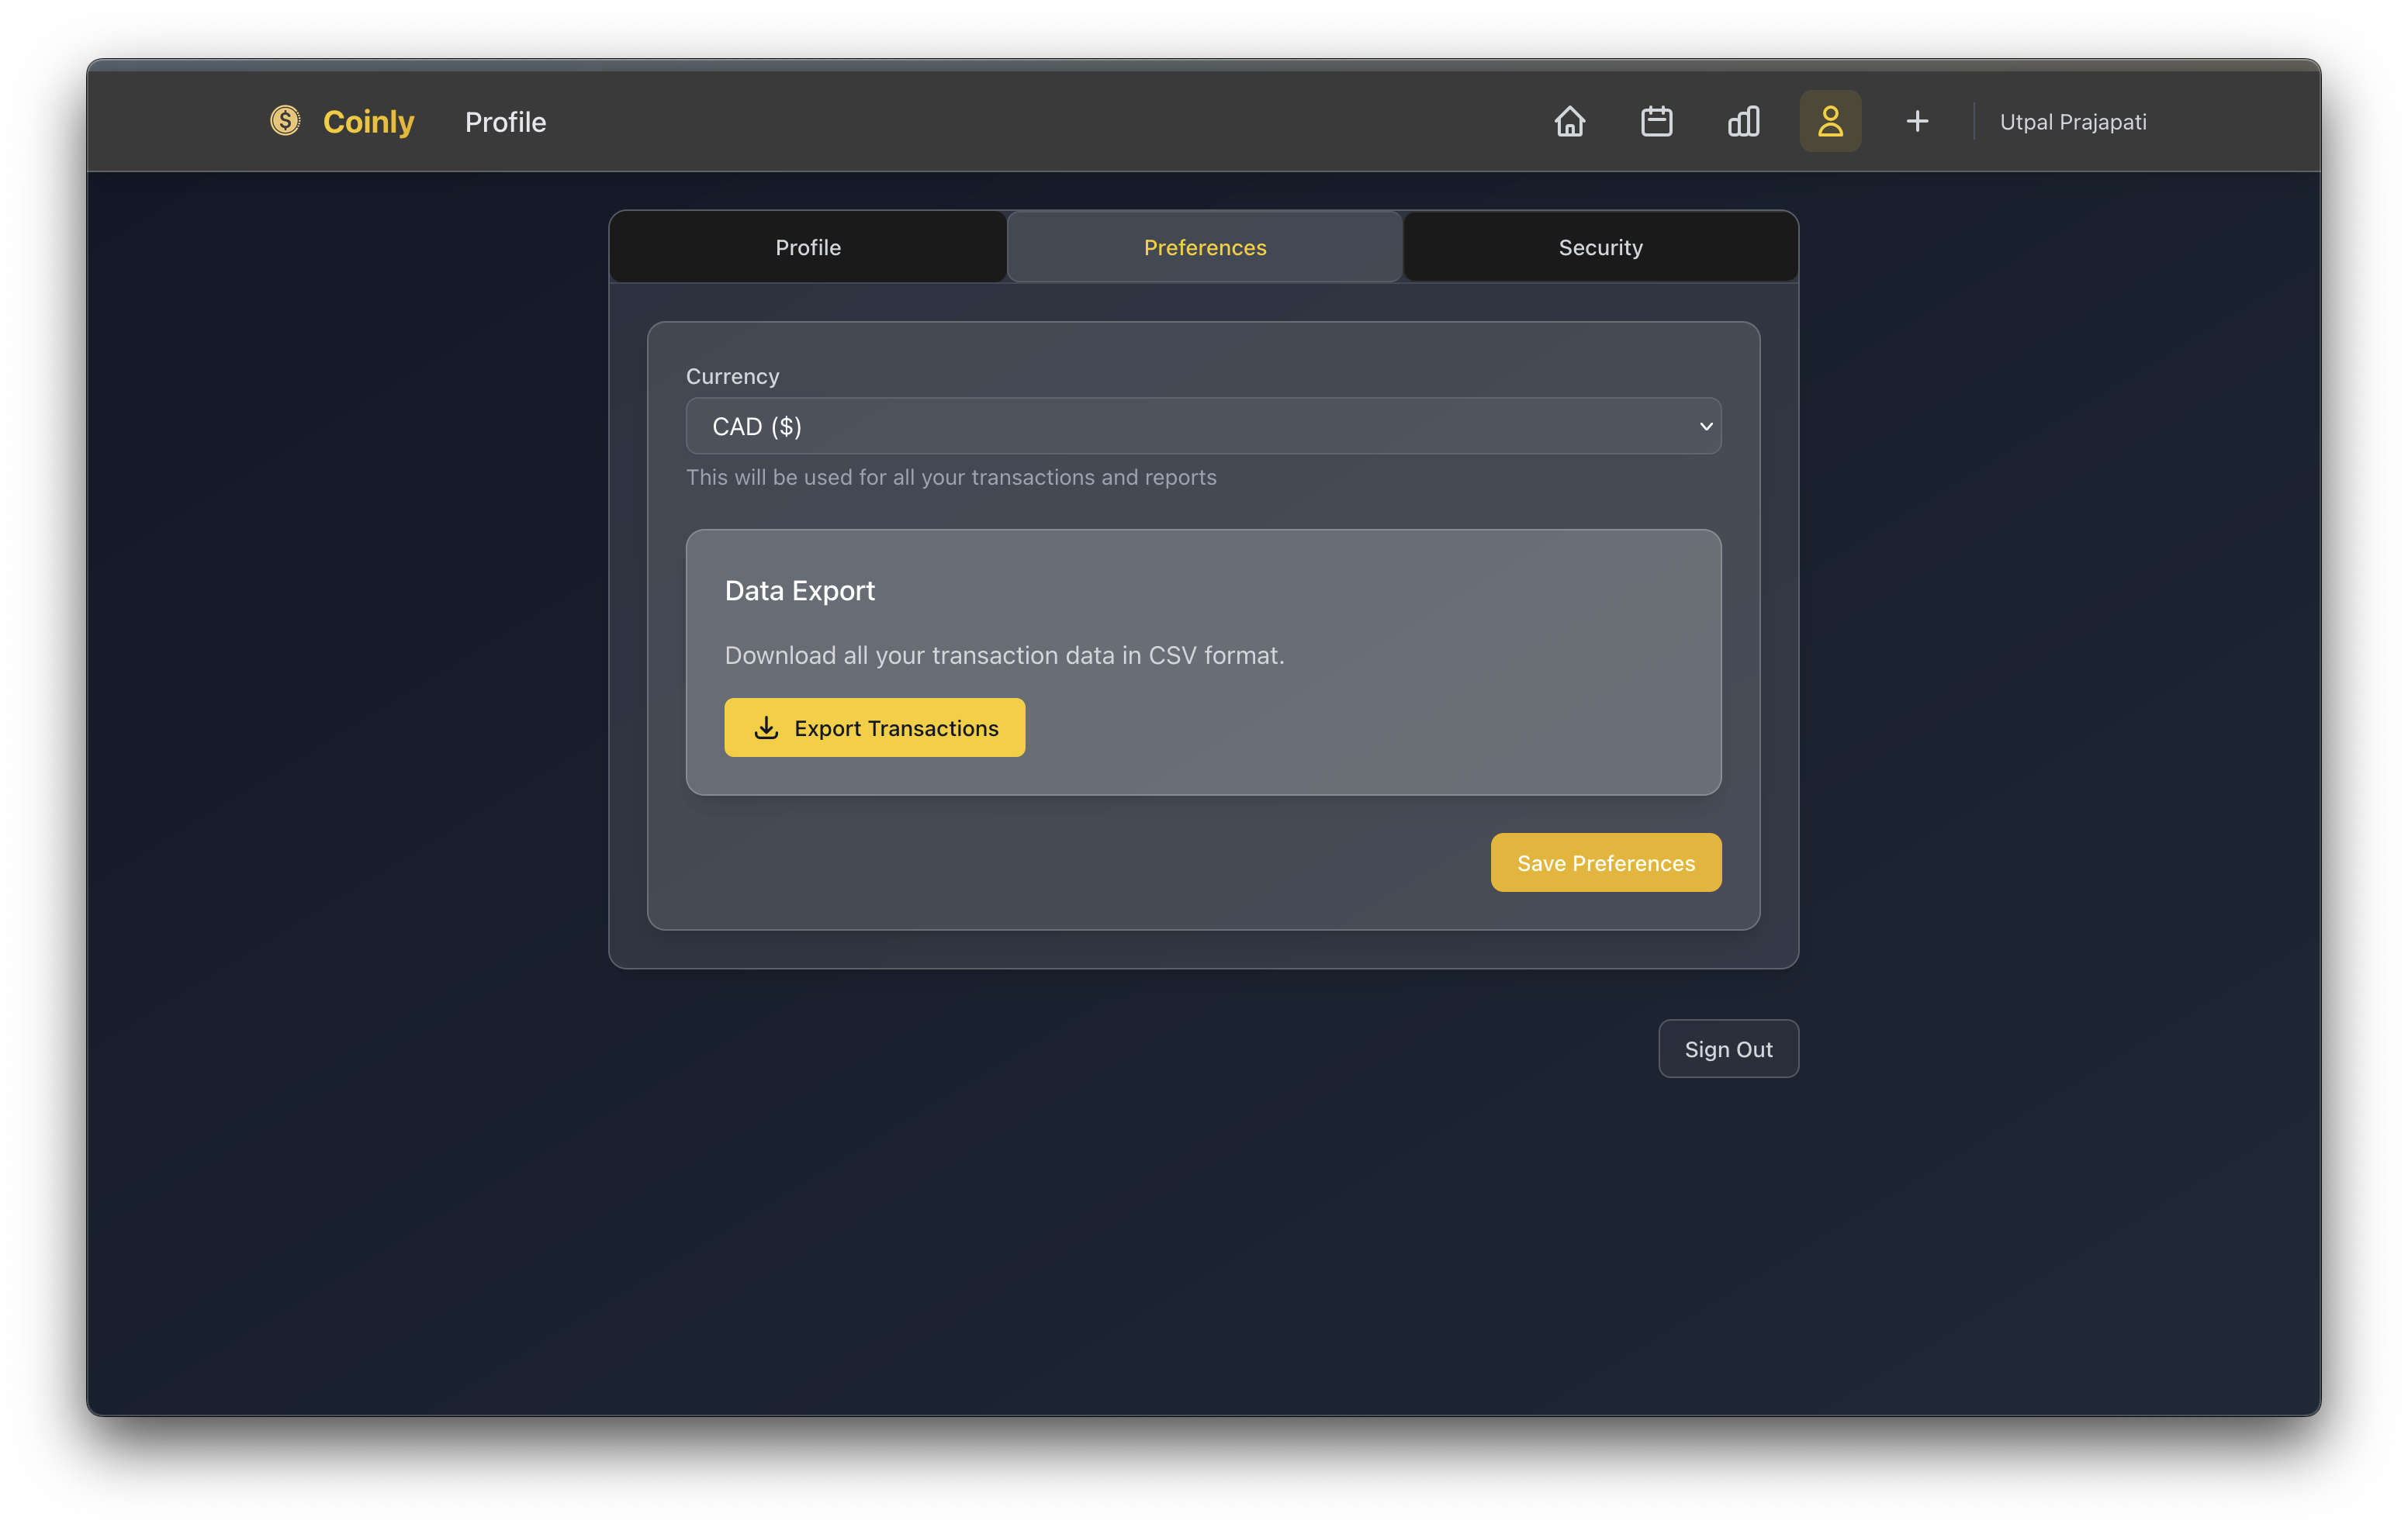 Coinly
Profile
Utpal Prajapati
Profile
Preferences
Security
Currency
CAD ($)
This will be used for all your transactions and reports
Data Export
Download all your transaction data in CSV format.
Export Transactions
Save Preferences
Sign Out